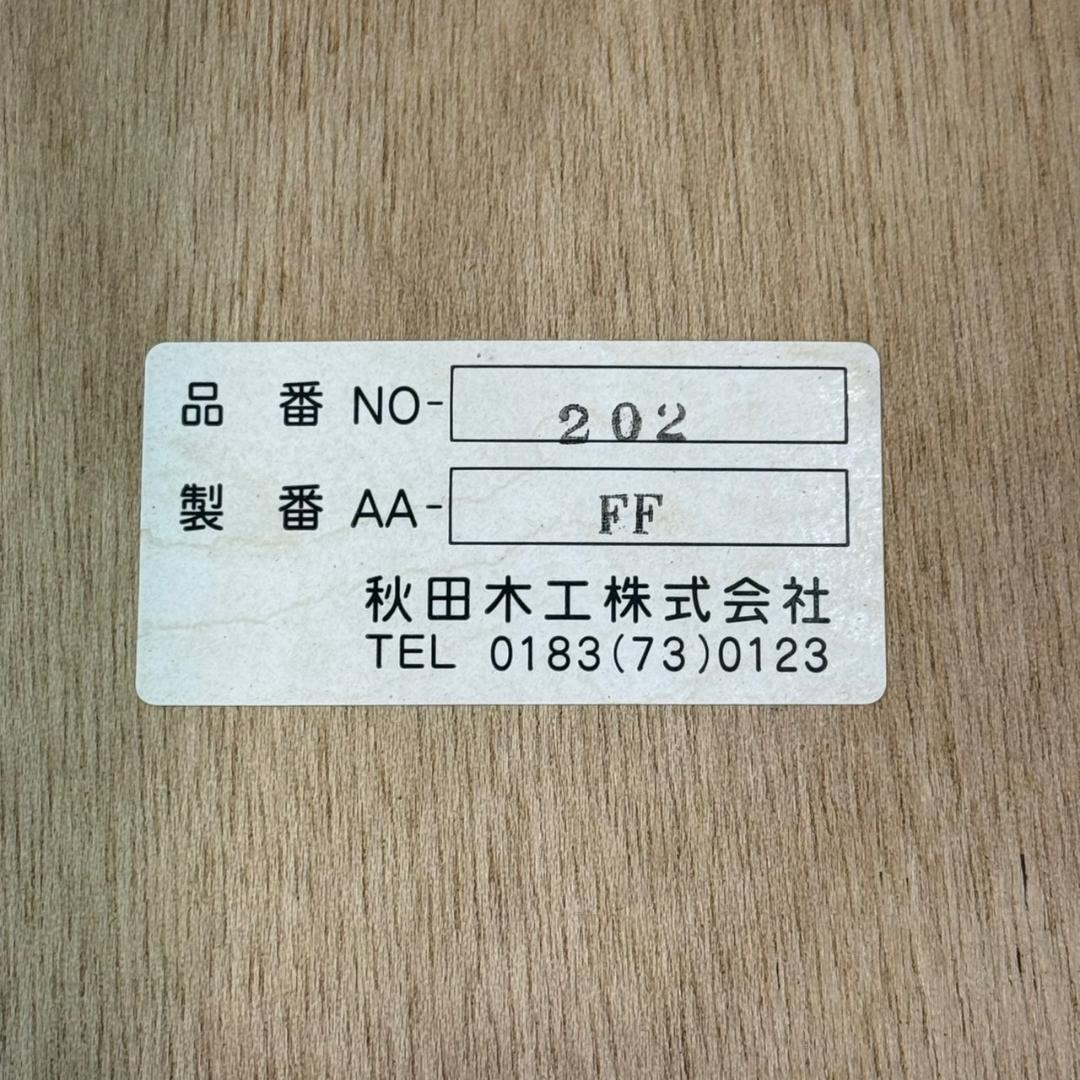 品 番 NO- 202
製 番 AA- FF
秋田木工株式会社
TEL 0183(73)0123